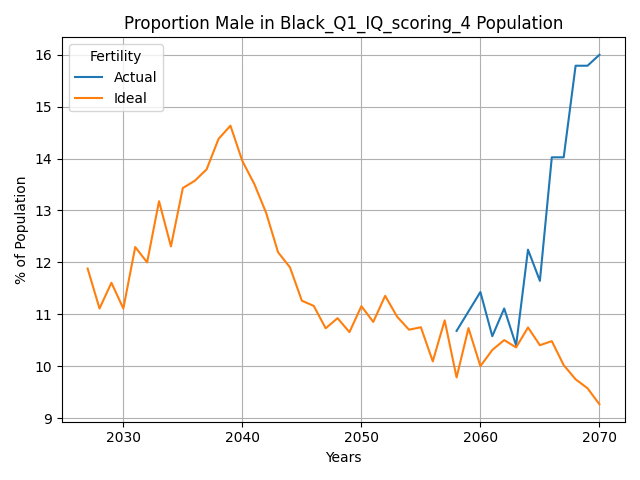 Proportion Male in Black_Q1_IQ_scoring_4 Population
Fertility
Actual
Ideal
16
15
14
13
12
11
10
9
% of Population
2030 2040 2050 2060 2070
Years